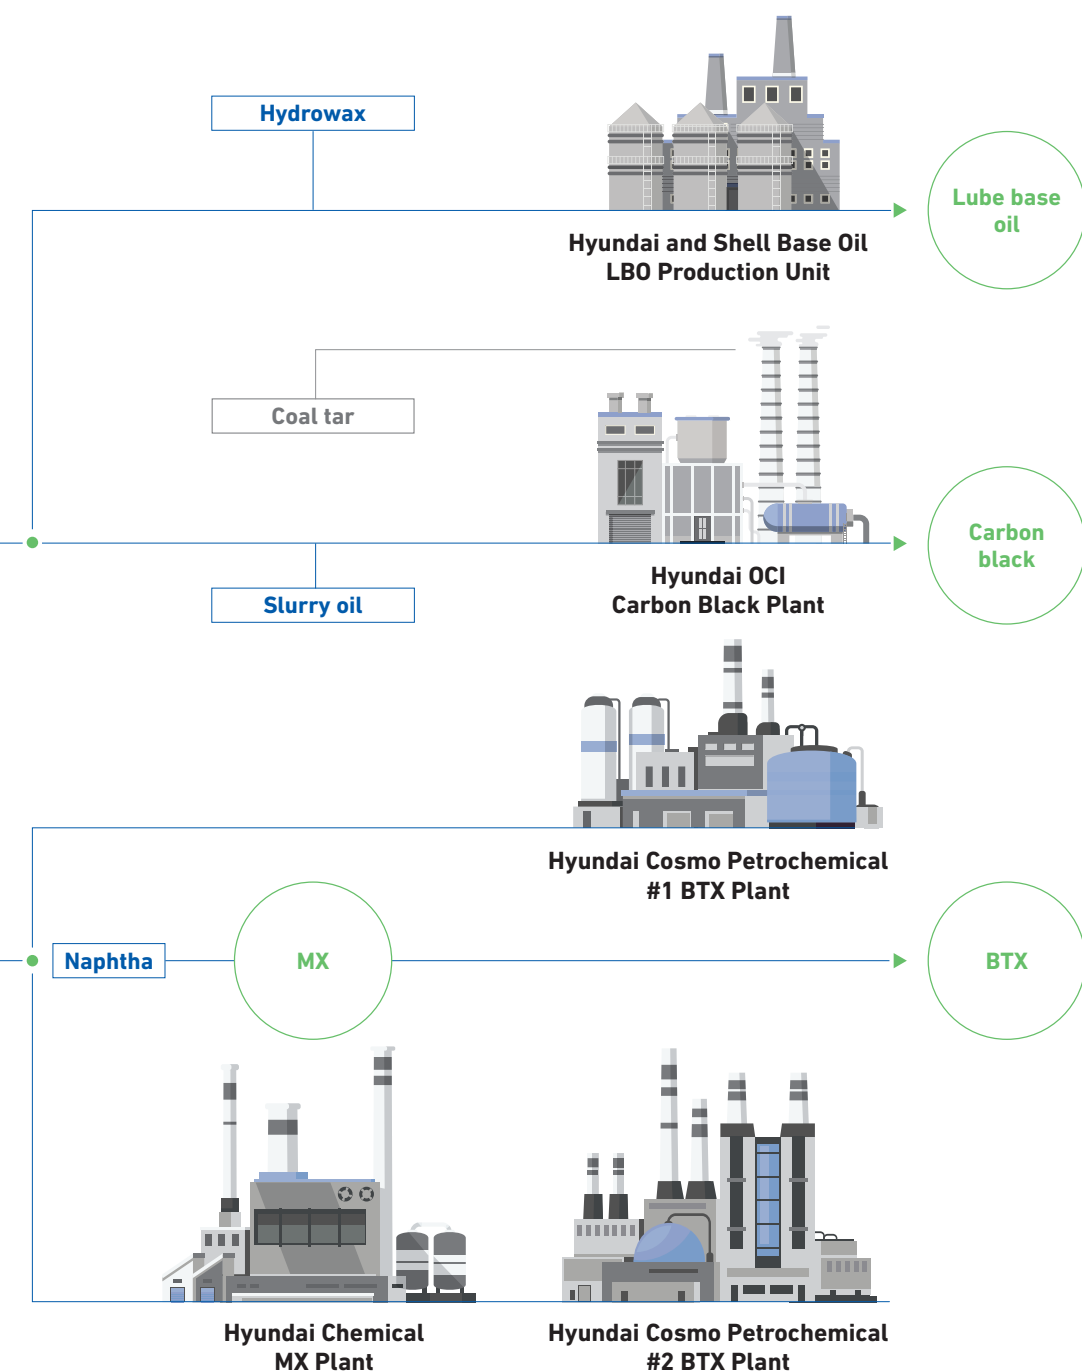 Hydrowax
Lube base
oil
Hyundai and Shell Base Oil
LBO Production Unit
Coal tar
Carbon
black
Hyundai OCI
Carbon Black Plant
Slurry oil
Hyundai Cosmo Petrochemical
#1 BTX Plant
Naphtha
MX
BTX
Hyundai Chemical
MX Plant
Hyundai Cosmo Petrochemical
#2 BTX Plant